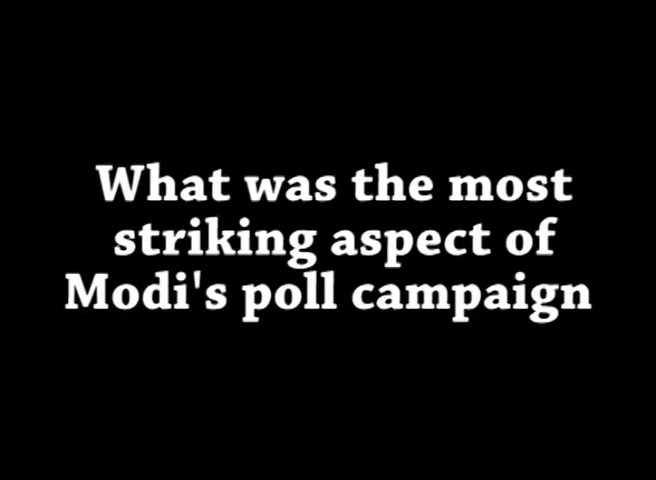 What was the most
striking aspect of
Modi's poll campaign